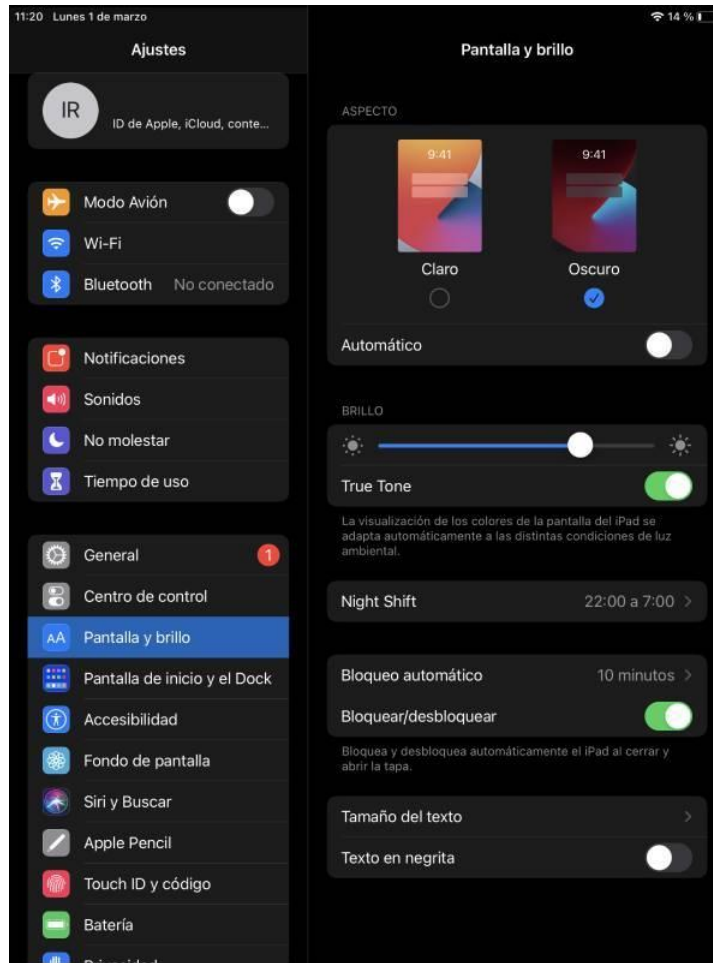 11:20 Lunes 1 de marzo
14 %
Ajustes
IR
ID de Apple, iCloud, conte...
Modo Avión
Wi-Fi
Bluetooth No conectado
Notificaciones
Sonidos
No molestar
Tiempo de uso
General 1
Centro de control
AA Pantalla y brillo
Pantalla de inicio y el Dock
Accesibilidad
Fondo de pantalla
Siri y Buscar
Apple Pencil
Touch ID y código
Batería
Pantalla y brillo
ASPECTO
9:41 9:41
Claro Oscuro
Automático
BRILLO
True Tone
La visualización de los colores de la pantalla del iPad se
adapta automáticamente a las distintas condiciones de luz
ambiental.
Night Shift 22:00 a 7:00
Bloqueo automático 10 minutos
Bloquear/desbloquear
Bloquea y desbloquea automáticamente el iPad al cerrar y
abrir la tapa.
Tamaño del texto
Texto en negrita